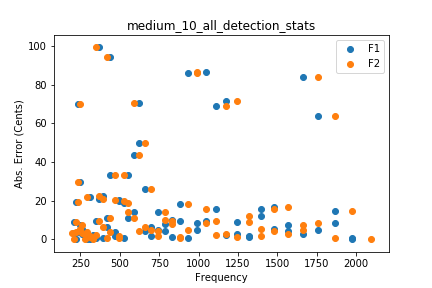 medium_10_all_detection_stats
F1
F2
Abs. Error (Cents)
100
80
60
40
20
0
250 500 750 1000 1250 1500 1750 2000
Frequency